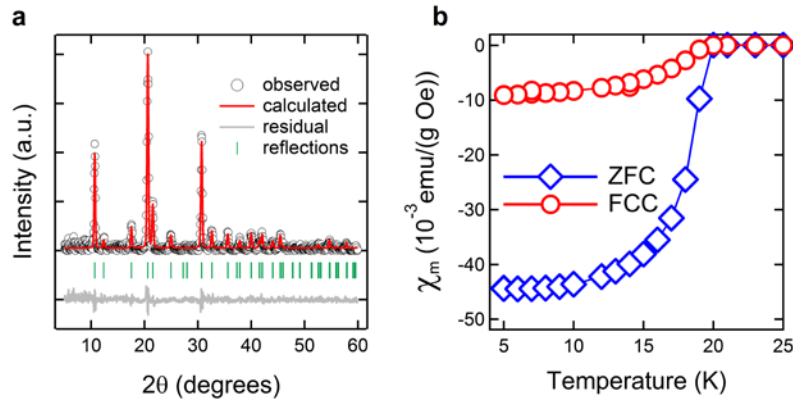 a
Intensity (a.u.)
observed
calculated
residual
reflections
10 20 30 40 50 60
2θ (degrees)
b
χm (10-3 emu/(g Oe))
0
-10
-20
-30
-40
-50
ZFC
FCC
5 10 15 20 25
Temperature (K)